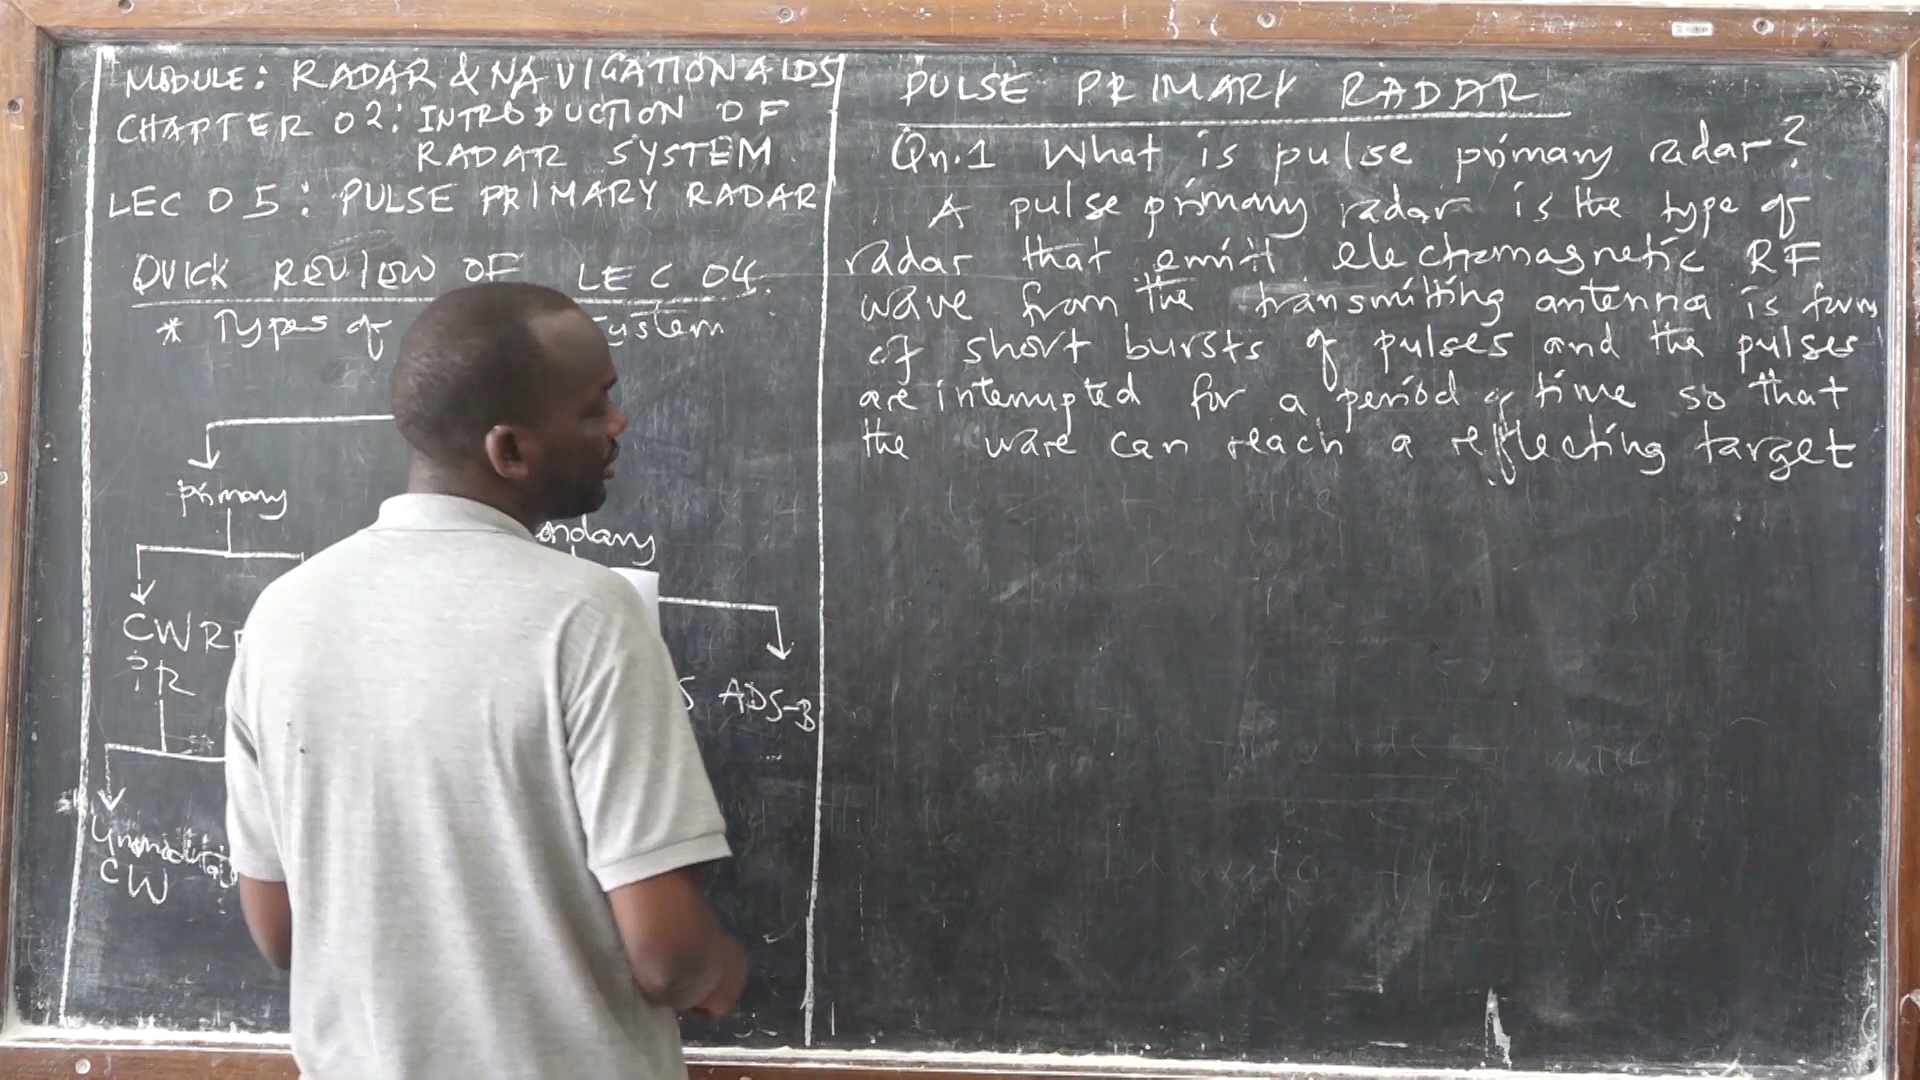 MODULE: RADAR & NAVIGATION AIDS
CHAPTER 02: INTRODUCTION OF
RADAR SYSTEM
LEC 05: PULSE PRIMARY RADAR
QUICK REVIEW OF LEC 04.
* Types of ystem
primary
ondary
CWR
PR
S ADS-B
CW
PULSE PRIMARY RADAR
Qn.1 What is pulse primary radar?
A pulse primary radar is the type of
radar that emit electromagnetic RF
wave from the transmitting antenna is form
of short bursts of pulses and the pulses
are interrupted for a period of time so that
the wave can reach a reflecting target